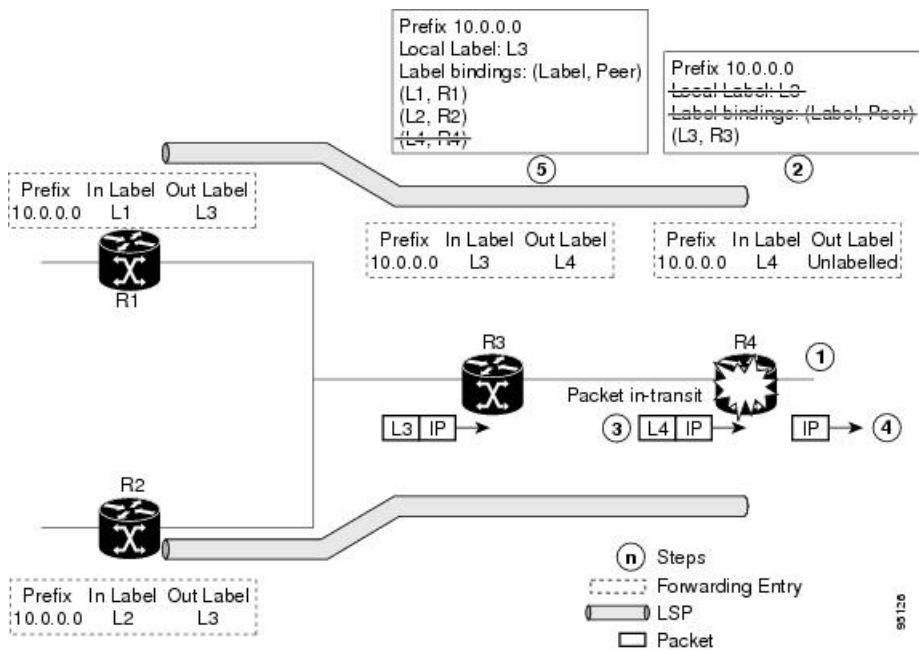 Prefix 10.0.0.0
Local Label: L3
Label bindings: (Label, Peer)
(L1, R1)
(L2, R2)
(L4, R4)
5
Prefix 10.0.0.0
Local Label: L3
Label bindings: (Label, Peer)
(L3, R3)
2
Prefix In Label Out Label
10.0.0.0 L1 L3
R1
Prefix In Label Out Label
10.0.0.0 L3 L4
Prefix In Label Out Label
10.0.0.0 L4 Unlabelled
R3
R4
1
Packet in-transit
L3 IP
3
L4 IP
IP
4
R2
Prefix In Label Out Label
10.0.0.0 L2 L3
n Steps
Forwarding Entry
LSP
Packet
95126